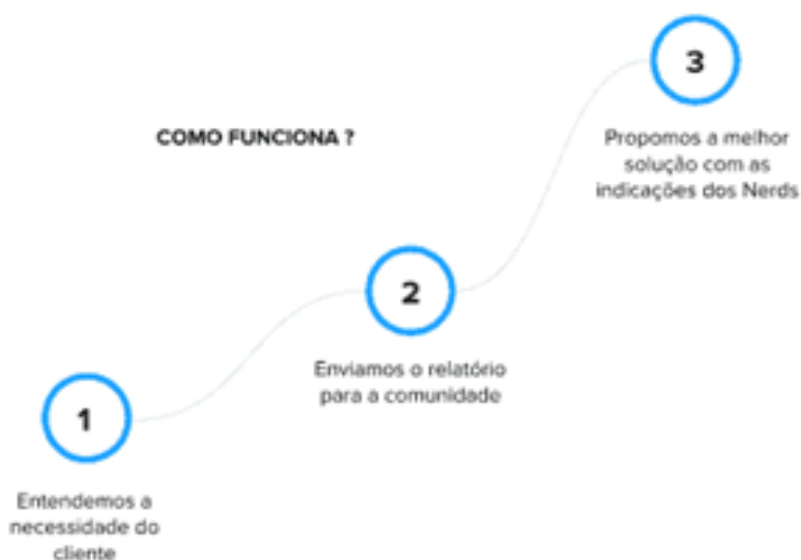 COMO FUNCIONA ?
1
Entendemos a
necessidade do
cliente
2
Enviamos o relatório
para a comunidade
3
Propomos a melhor
solução com as
indicações dos Nerds